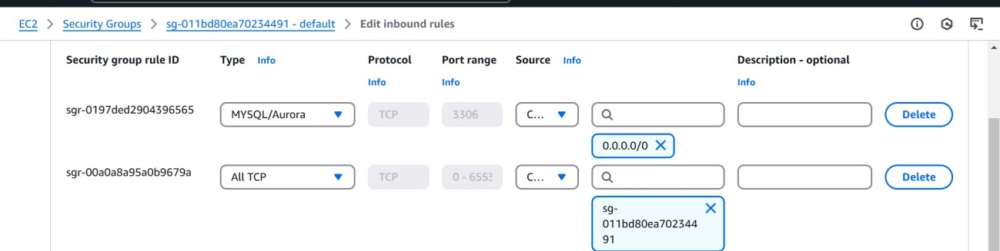 EC2 > Security Groups > sg-011bd80ea70234491 - default > Edit inbound rules
Security group rule ID Type Info Protocol Info Port range Info Source Info Description - optional Info
sgr-0197ded2904396565 MYSQL/Aurora TCP 3306 C... Delete
0.0.0.0/0
sgr-00a0a8a95a0b9679a All TCP TCP 0 - 6553 C... Delete
sg-
011bd80ea702344
91